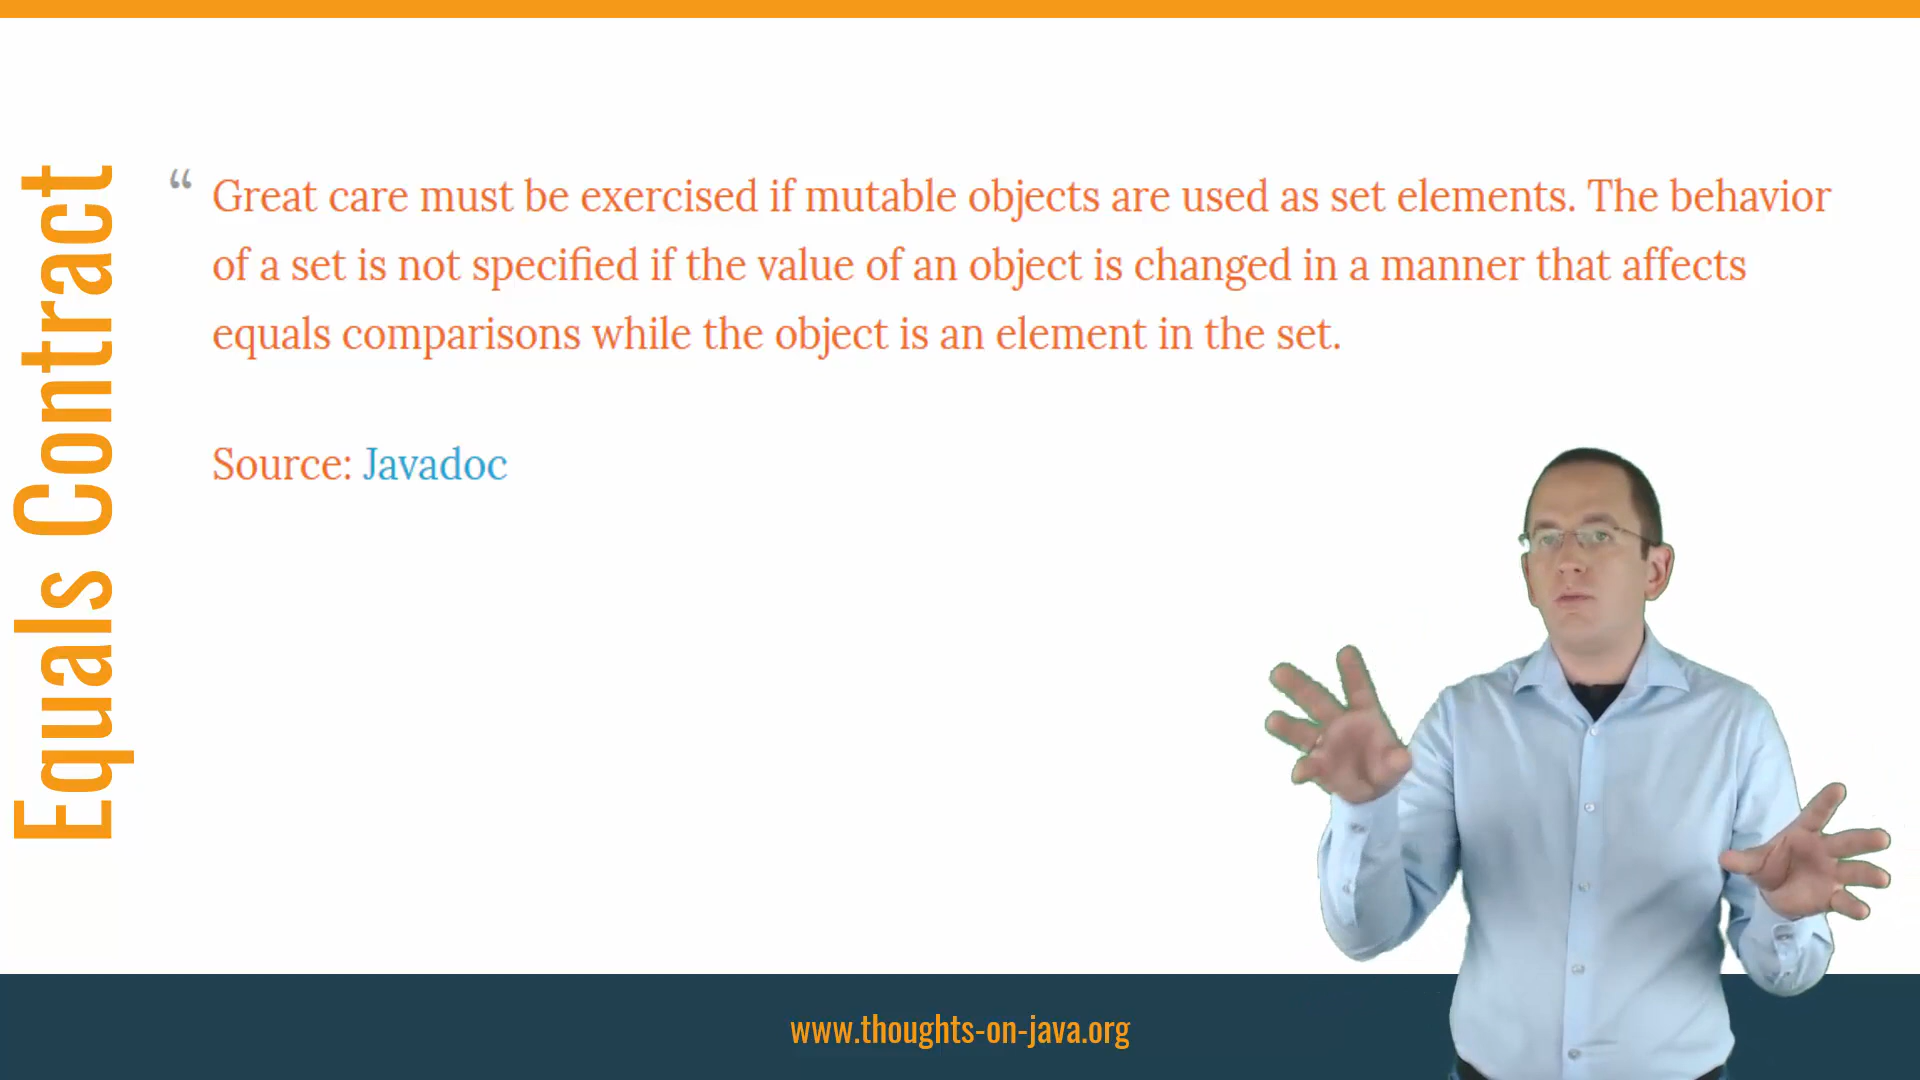 Equals Contract
“ Great care must be exercised if mutable objects are used as set elements. The behavior
of a set is not specified if the value of an object is changed in a manner that affects
equals comparisons while the object is an element in the set.
Source: Javadoc
www.thoughts-on-java.org